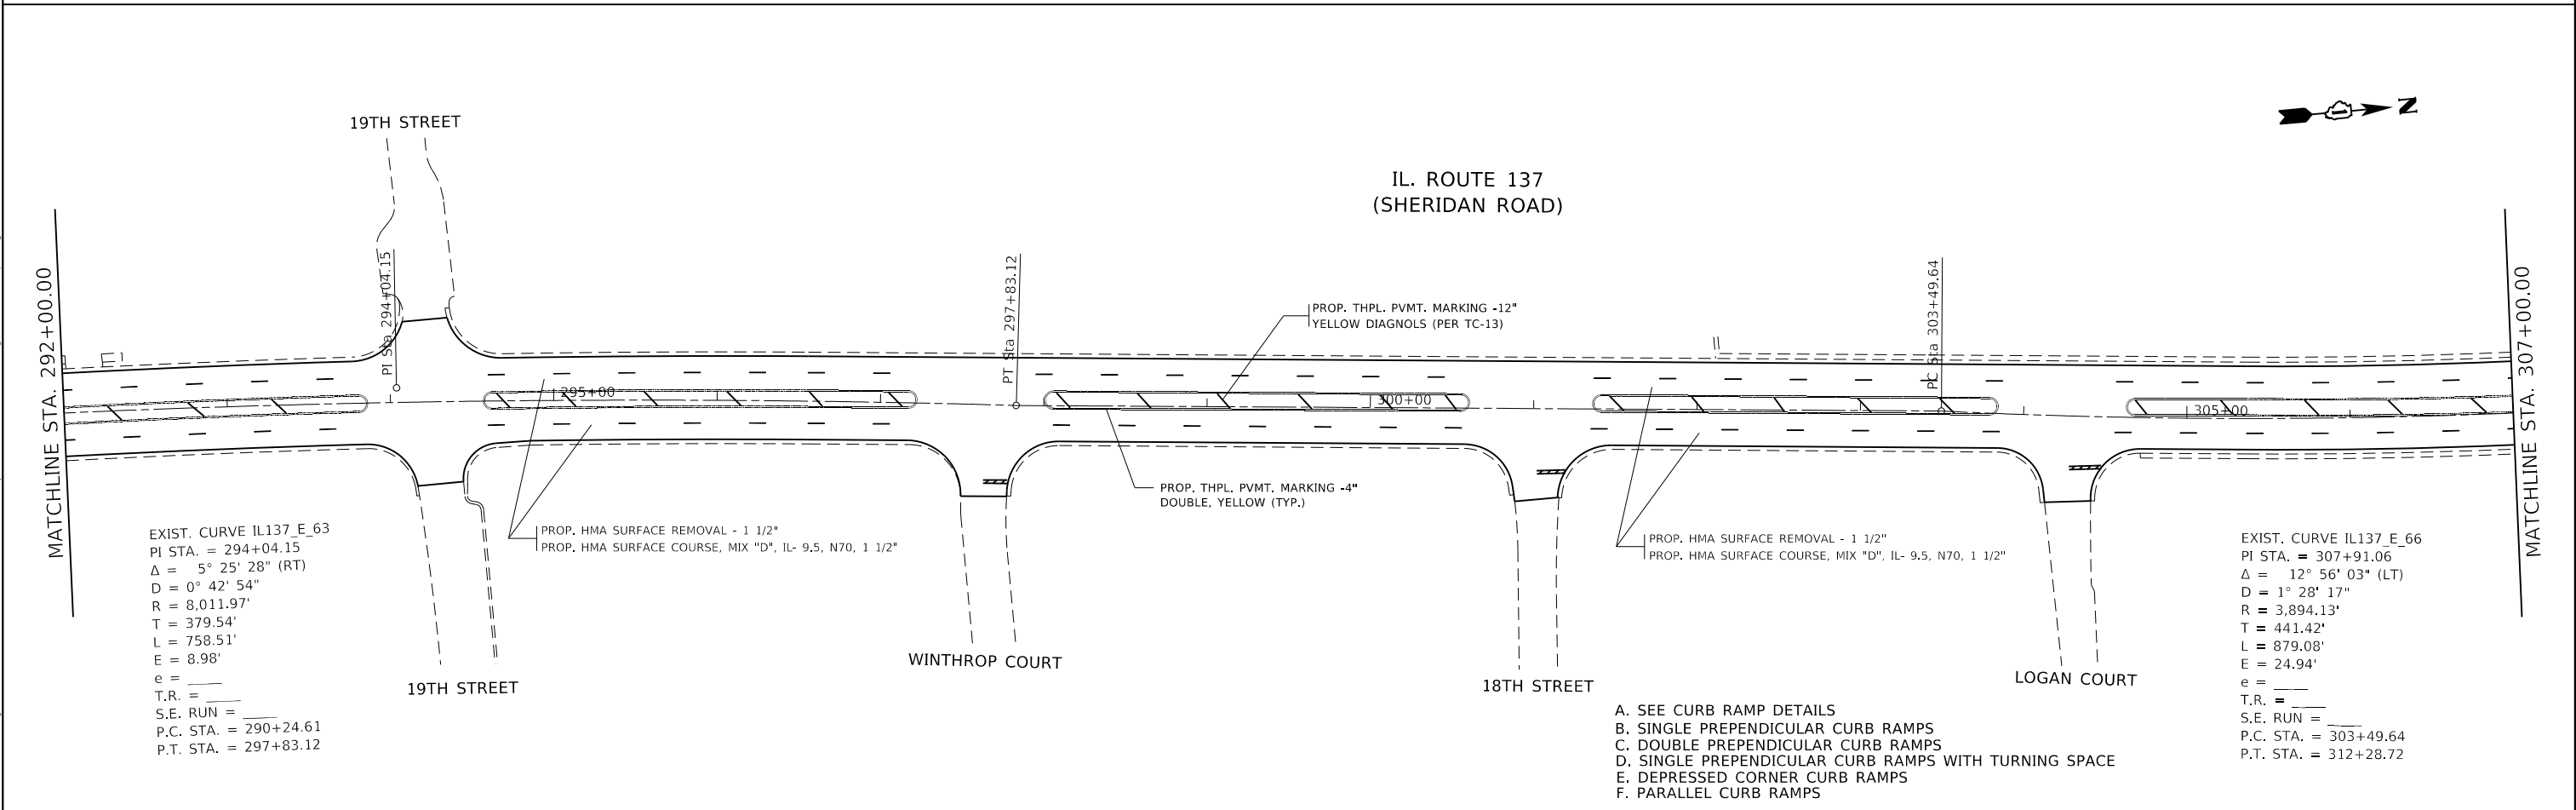 19TH STREET
N
IL. ROUTE 137
(SHERIDAN ROAD)
MATCHLINE STA. 292+00.00
PI Sta 294+04.15
PT Sta 297+83.12
PC Sta 303+49.64
MATCHLINE STA. 307+00.00
PROP. THPL. PVMT. MARKING -12"
YELLOW DIAGNOLS (PER TC-13)
295+00
300+00
305+00
PROP. THPL. PVMT. MARKING -4"
DOUBLE, YELLOW (TYP.)
PROP. HMA SURFACE REMOVAL - 1 1/2"
PROP. HMA SURFACE COURSE, MIX "D", IL- 9.5, N70, 1 1/2"
PROP. HMA SURFACE REMOVAL - 1 1/2"
PROP. HMA SURFACE COURSE, MIX "D", IL- 9.5, N70, 1 1/2"
EXIST. CURVE IL137_E_63
PI STA. = 294+04.15
Δ = 5° 25' 28" (RT)
D = 0° 42' 54"
R = 8,011.97'
T = 379.54'
L = 758.51'
E = 8.98'
e = ____
T.R. = ____
S.E. RUN = ____
P.C. STA. = 290+24.61
P.T. STA. = 297+83.12
19TH STREET
WINTHROP COURT
18TH STREET
LOGAN COURT
EXIST. CURVE IL137_E_66
PI STA. = 307+91.06
Δ = 12° 56' 03" (LT)
D = 1° 28' 17"
R = 3,894.13'
T = 441.42'
L = 879.08'
E = 24.94'
e = ____
T.R. = ____
S.E. RUN = ____
P.C. STA. = 303+49.64
P.T. STA. = 312+28.72
A. SEE CURB RAMP DETAILS
B. SINGLE PREPENDICULAR CURB RAMPS
C. DOUBLE PREPENDICULAR CURB RAMPS
D. SINGLE PREPENDICULAR CURB RAMPS WITH TURNING SPACE
E. DEPRESSED CORNER CURB RAMPS
F. PARALLEL CURB RAMPS